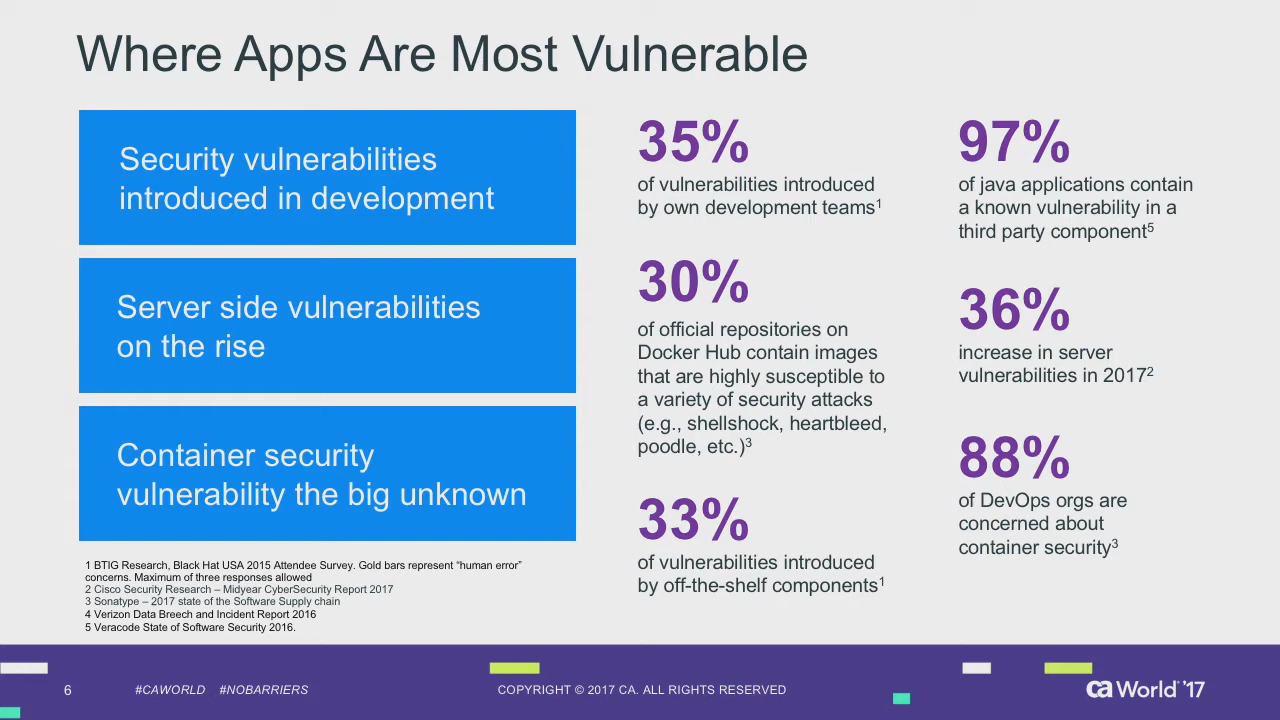 Where Apps Are Most Vulnerable
Security vulnerabilities
introduced in development
Server side vulnerabilities
on the rise
Container security
vulnerability the big unknown
35%
of vulnerabilities introduced
by own development teams1
30%
of official repositories on
Docker Hub contain images
that are highly susceptible to
a variety of security attacks
(e.g., shellshock, heartbleed,
poodle, etc.)3
33%
of vulnerabilities introduced
by off-the-shelf components1
97%
of java applications contain
a known vulnerability in a
third party component5
36%
increase in server
vulnerabilities in 20172
88%
of DevOps orgs are
concerned about
container security3
1 BTIG Research, Black Hat USA 2015 Attendee Survey. Gold bars represent “human error”
concerns. Maximum of three responses allowed
2 Cisco Security Research – Midyear CyberSecurity Report 2017
3 Sonatype – 2017 state of the Software Supply chain
4 Verizon Data Breech and Incident Report 2016
5 Veracode State of Software Security 2016.
6 #CAWORLD #NOBARRIERS COPYRIGHT © 2017 CA. ALL RIGHTS RESERVED ca World '17